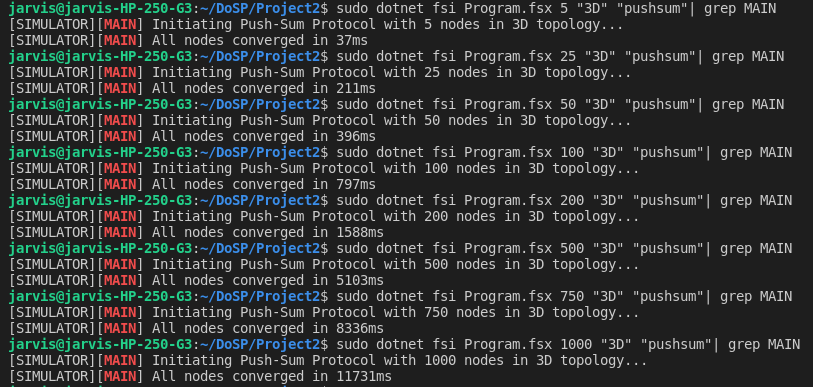 jarvis@jarvis-HP-250-G3:~/DoSP/Project2$ sudo dotnet fsi Program.fsx 5 "3D" "pushsum"| grep MAIN
[SIMULATOR][MAIN] Initiating Push-Sum Protocol with 5 nodes in 3D topology...
[SIMULATOR][MAIN] All nodes converged in 37ms
jarvis@jarvis-HP-250-G3:~/DoSP/Project2$ sudo dotnet fsi Program.fsx 25 "3D" "pushsum"| grep MAIN
[SIMULATOR][MAIN] Initiating Push-Sum Protocol with 25 nodes in 3D topology...
[SIMULATOR][MAIN] All nodes converged in 211ms
jarvis@jarvis-HP-250-G3:~/DoSP/Project2$ sudo dotnet fsi Program.fsx 50 "3D" "pushsum"| grep MAIN
[SIMULATOR][MAIN] Initiating Push-Sum Protocol with 50 nodes in 3D topology...
[SIMULATOR][MAIN] All nodes converged in 396ms
jarvis@jarvis-HP-250-G3:~/DoSP/Project2$ sudo dotnet fsi Program.fsx 100 "3D" "pushsum"| grep MAIN
[SIMULATOR][MAIN] Initiating Push-Sum Protocol with 100 nodes in 3D topology...
[SIMULATOR][MAIN] All nodes converged in 797ms
jarvis@jarvis-HP-250-G3:~/DoSP/Project2$ sudo dotnet fsi Program.fsx 200 "3D" "pushsum"| grep MAIN
[SIMULATOR][MAIN] Initiating Push-Sum Protocol with 200 nodes in 3D topology...
[SIMULATOR][MAIN] All nodes converged in 1588ms
jarvis@jarvis-HP-250-G3:~/DoSP/Project2$ sudo dotnet fsi Program.fsx 500 "3D" "pushsum"| grep MAIN
[SIMULATOR][MAIN] Initiating Push-Sum Protocol with 500 nodes in 3D topology...
[SIMULATOR][MAIN] All nodes converged in 5103ms
jarvis@jarvis-HP-250-G3:~/DoSP/Project2$ sudo dotnet fsi Program.fsx 750 "3D" "pushsum"| grep MAIN
[SIMULATOR][MAIN] Initiating Push-Sum Protocol with 750 nodes in 3D topology...
[SIMULATOR][MAIN] All nodes converged in 8336ms
jarvis@jarvis-HP-250-G3:~/DoSP/Project2$ sudo dotnet fsi Program.fsx 1000 "3D" "pushsum"| grep MAIN
[SIMULATOR][MAIN] Initiating Push-Sum Protocol with 1000 nodes in 3D topology...
[SIMULATOR][MAIN] All nodes converged in 11731ms